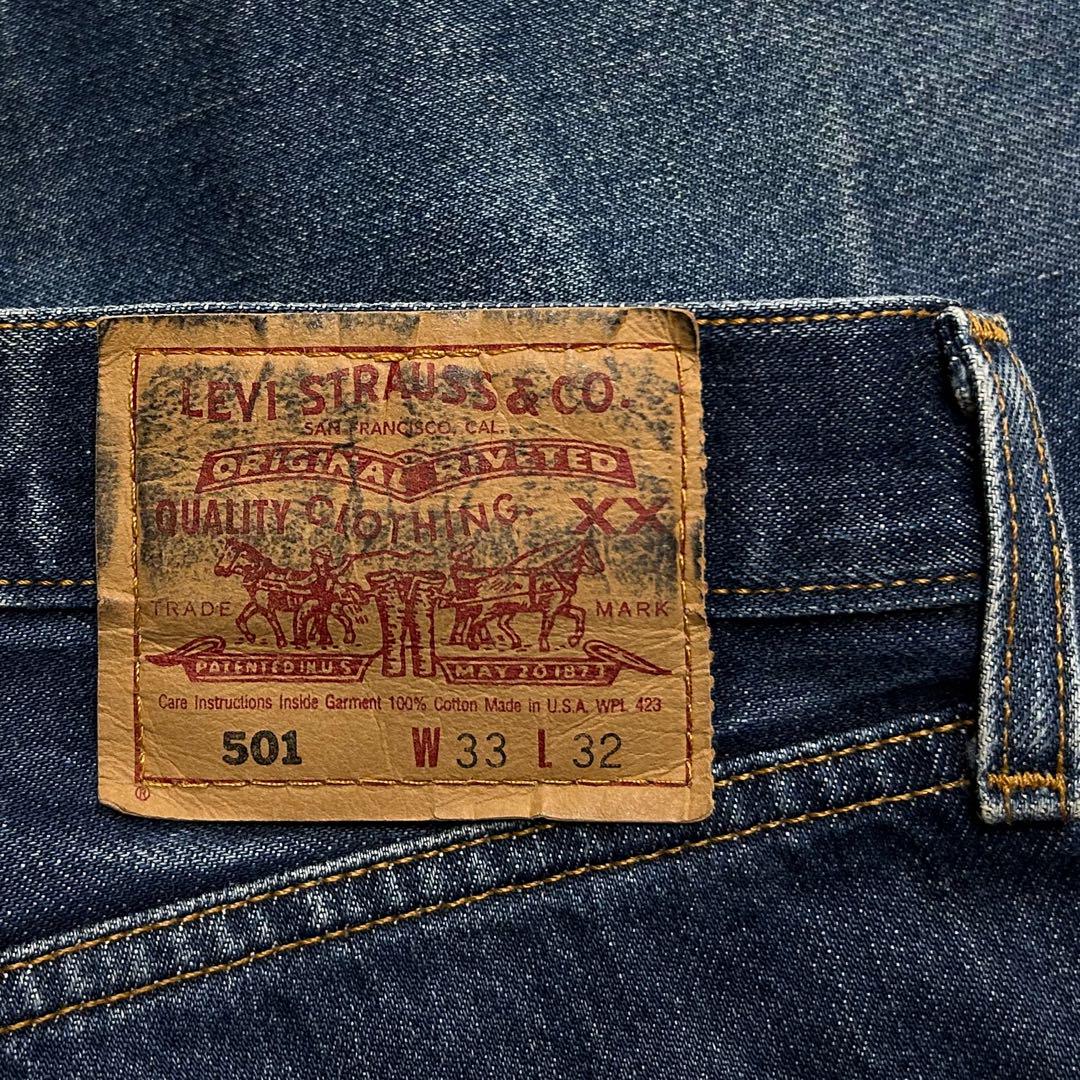 LEVI STRAUSS & CO.
SAN FRANCISCO, CAL.
ORIGINAL RIVETED
QUALITY CLOTHING. XX
TRADE MARK
PATENTED IN U.S. MAY 20 1873
Care Instructions Inside Garment 100% Cotton Made in U.S.A. WPL 423
501 W 33 L 32
®